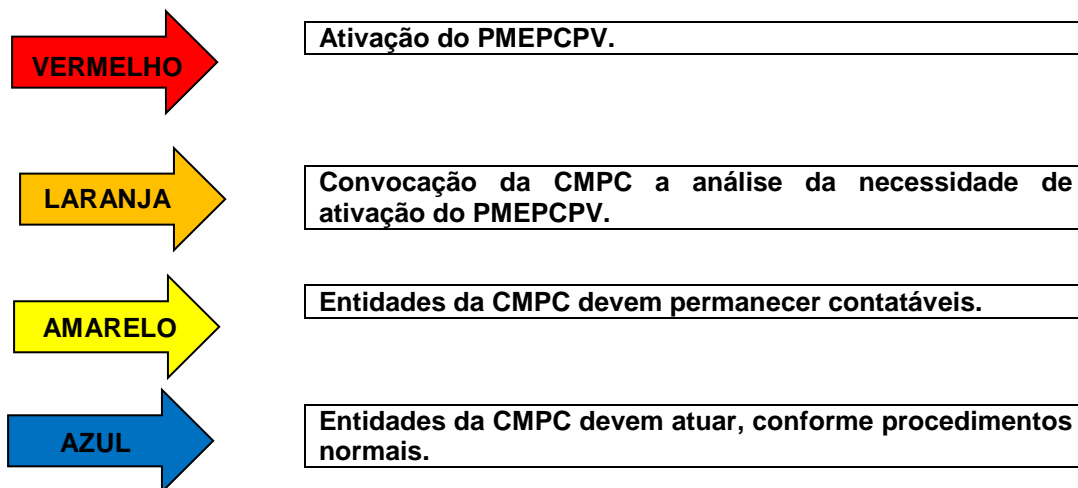 VERMELHO
Ativação do PMEPCPV.
LARANJA
Convocação da CMPC a análise da necessidade de
ativação do PMEPCPV.
AMARELO
Entidades da CMPC devem permanecer contatáveis.
AZUL
Entidades da CMPC devem atuar, conforme procedimentos
normais.